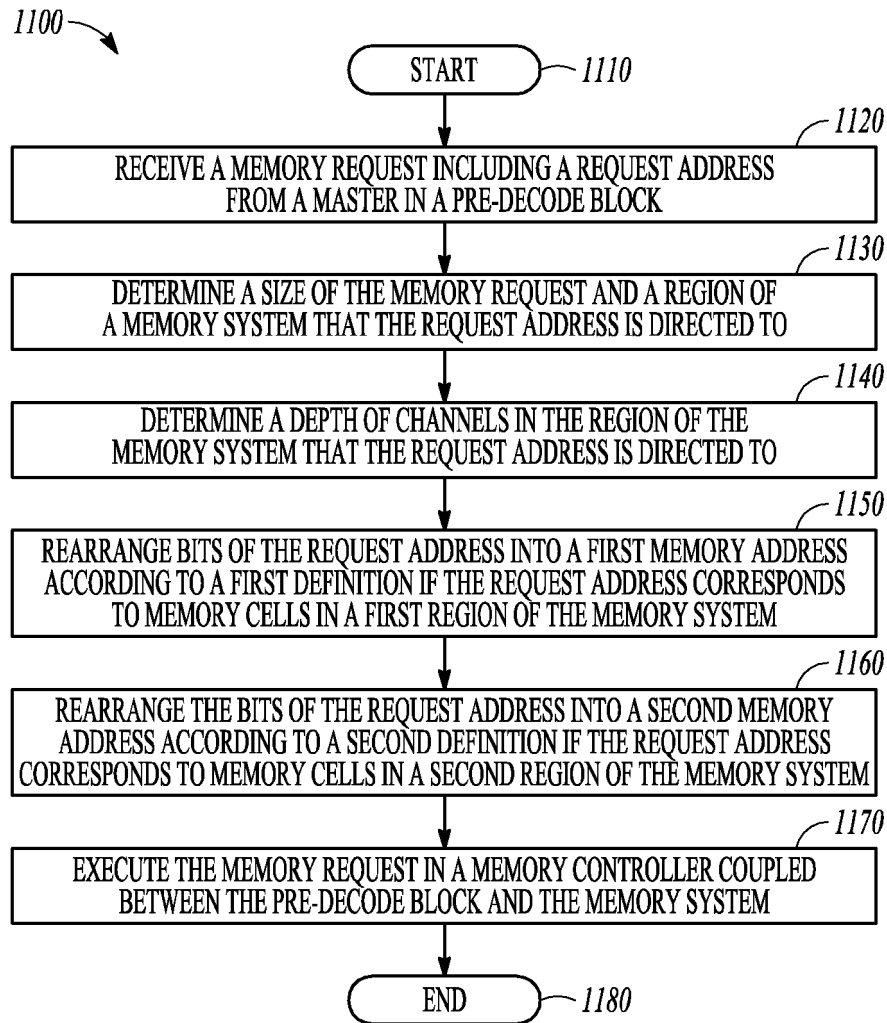 1100
START
1110
1120
RECEIVE A MEMORY REQUEST INCLUDING A REQUEST ADDRESS
FROM A MASTER IN A PRE-DECODE BLOCK
1130
DETERMINE A SIZE OF THE MEMORY REQUEST AND A REGION OF
A MEMORY SYSTEM THAT THE REQUEST ADDRESS IS DIRECTED TO
1140
DETERMINE A DEPTH OF CHANNELS IN THE REGION OF THE
MEMORY SYSTEM THAT THE REQUEST ADDRESS IS DIRECTED TO
1150
REARRANGE BITS OF THE REQUEST ADDRESS INTO A FIRST MEMORY ADDRESS
ACCORDING TO A FIRST DEFINITION IF THE REQUEST ADDRESS CORRESPONDS
TO MEMORY CELLS IN A FIRST REGION OF THE MEMORY SYSTEM
1160
REARRANGE THE BITS OF THE REQUEST ADDRESS INTO A SECOND MEMORY
ADDRESS ACCORDING TO A SECOND DEFINITION IF THE REQUEST ADDRESS
CORRESPONDS TO MEMORY CELLS IN A SECOND REGION OF THE MEMORY SYSTEM
1170
EXECUTE THE MEMORY REQUEST IN A MEMORY CONTROLLER COUPLED
BETWEEN THE PRE-DECODE BLOCK AND THE MEMORY SYSTEM
END
1180